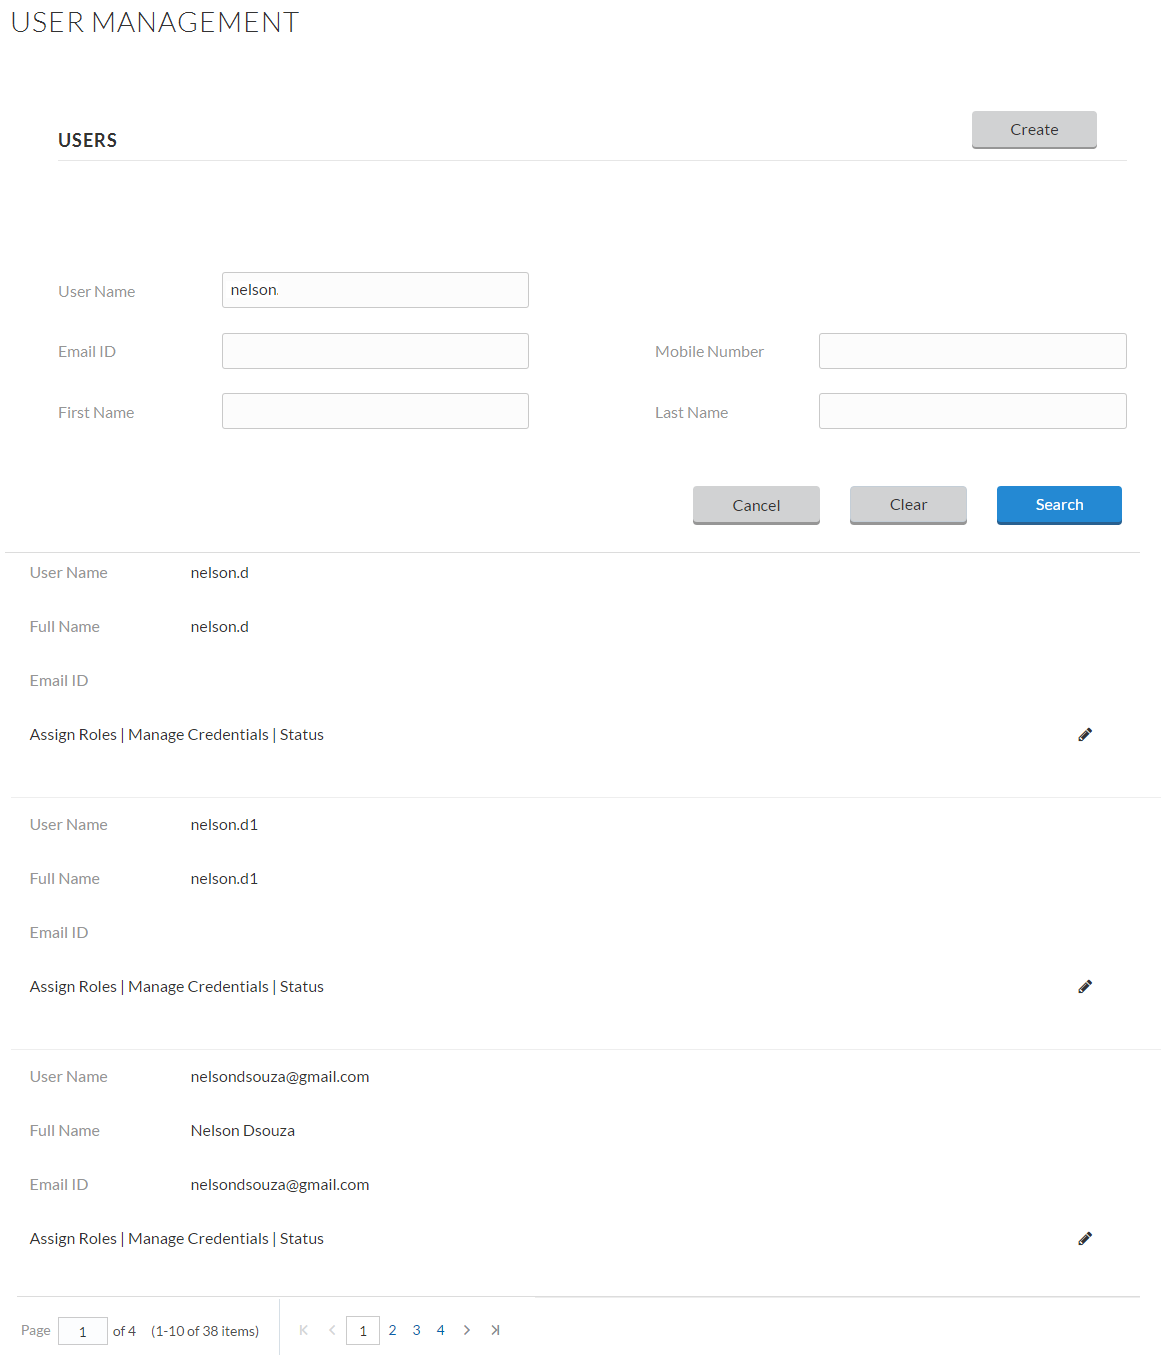 USER MANAGEMENT
USERS
Create
User Name nelson.
Email ID Mobile Number
First Name Last Name
Cancel Clear Search
User Name nelson.d
Full Name nelson.d
Email ID
Assign Roles | Manage Credentials | Status
User Name nelson.d1
Full Name nelson.d1
Email ID
Assign Roles | Manage Credentials | Status
User Name nelsondsouza@gmail.com
Full Name Nelson Dsouza
Email ID nelsondsouza@gmail.com
Assign Roles | Manage Credentials | Status
Page 1 of 4 (1-10 of 38 items) 1 2 3 4